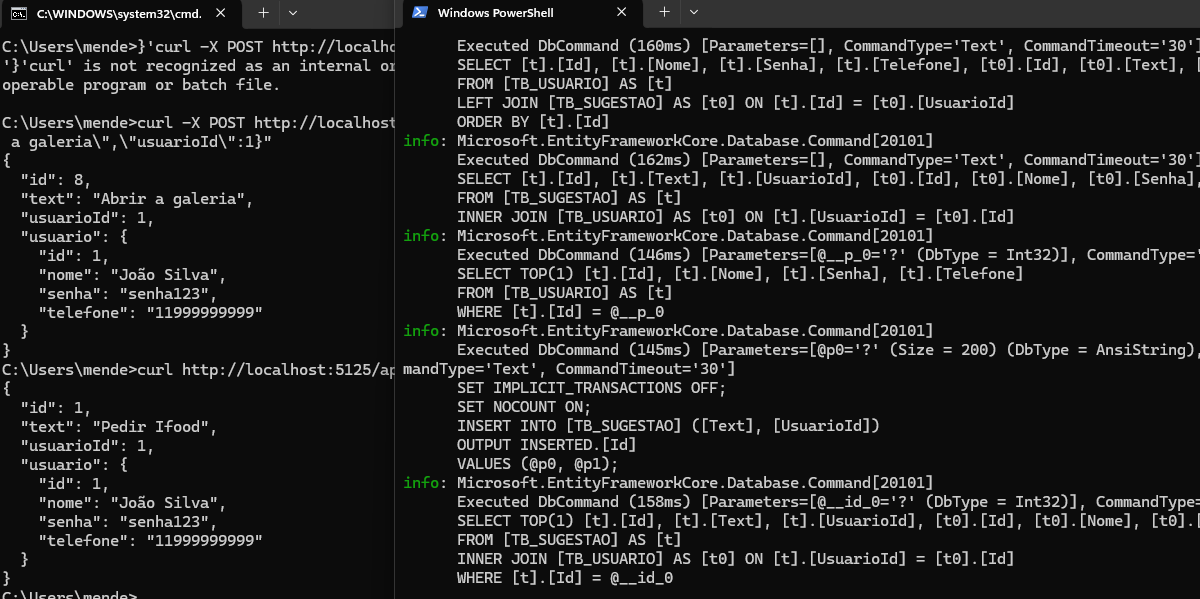 C:\WINDOWS\system32\cmd.
C:\Users\mende>}'curl -X POST http://localho
'}'curl' is not recognized as an internal or
operable program or batch file.
C:\Users\mende>curl -X POST http://localhost
 a galeria\",\"usuarioId\":1}"
{
  "id": 8,
  "text": "Abrir a galeria",
  "usuarioId": 1,
  "usuario": {
    "id": 1,
    "nome": "João Silva",
    "senha": "senha123",
    "telefone": "11999999999"
  }
}
C:\Users\mende>curl http://localhost:5125/ap
{
  "id": 1,
  "text": "Pedir Ifood",
  "usuarioId": 1,
  "usuario": {
    "id": 1,
    "nome": "João Silva",
    "senha": "senha123",
    "telefone": "11999999999"
  }
}
C:\Users\mende>
Windows PowerShell
Executed DbCommand (160ms) [Parameters=[], CommandType='Text', CommandTimeout='30']
SELECT [t].[Id], [t].[Nome], [t].[Senha], [t].[Telefone], [t0].[Id], [t0].[Text], [
FROM [TB_USUARIO] AS [t]
LEFT JOIN [TB_SUGESTAO] AS [t0] ON [t].[Id] = [t0].[UsuarioId]
ORDER BY [t].[Id]
info: Microsoft.EntityFrameworkCore.Database.Command[20101]
Executed DbCommand (162ms) [Parameters=[], CommandType='Text', CommandTimeout='30']
SELECT [t].[Id], [t].[Text], [t].[UsuarioId], [t0].[Id], [t0].[Nome], [t0].[Senha],
FROM [TB_SUGESTAO] AS [t]
INNER JOIN [TB_USUARIO] AS [t0] ON [t].[UsuarioId] = [t0].[Id]
info: Microsoft.EntityFrameworkCore.Database.Command[20101]
Executed DbCommand (146ms) [Parameters=[@__p_0='?' (DbType = Int32)], CommandType='
SELECT TOP(1) [t].[Id], [t].[Nome], [t].[Senha], [t].[Telefone]
FROM [TB_USUARIO] AS [t]
WHERE [t].[Id] = @__p_0
info: Microsoft.EntityFrameworkCore.Database.Command[20101]
Executed DbCommand (145ms) [Parameters=[@p0='?' (Size = 200) (DbType = AnsiString),
mandType='Text', CommandTimeout='30']
SET IMPLICIT_TRANSACTIONS OFF;
SET NOCOUNT ON;
INSERT INTO [TB_SUGESTAO] ([Text], [UsuarioId])
OUTPUT INSERTED.[Id]
VALUES (@p0, @p1);
info: Microsoft.EntityFrameworkCore.Database.Command[20101]
Executed DbCommand (158ms) [Parameters=[@__id_0='?' (DbType = Int32)], CommandType=
SELECT TOP(1) [t].[Id], [t].[Text], [t].[UsuarioId], [t0].[Id], [t0].[Nome], [t0].[
FROM [TB_SUGESTAO] AS [t]
INNER JOIN [TB_USUARIO] AS [t0] ON [t].[UsuarioId] = [t0].[Id]
WHERE [t].[Id] = @__id_0